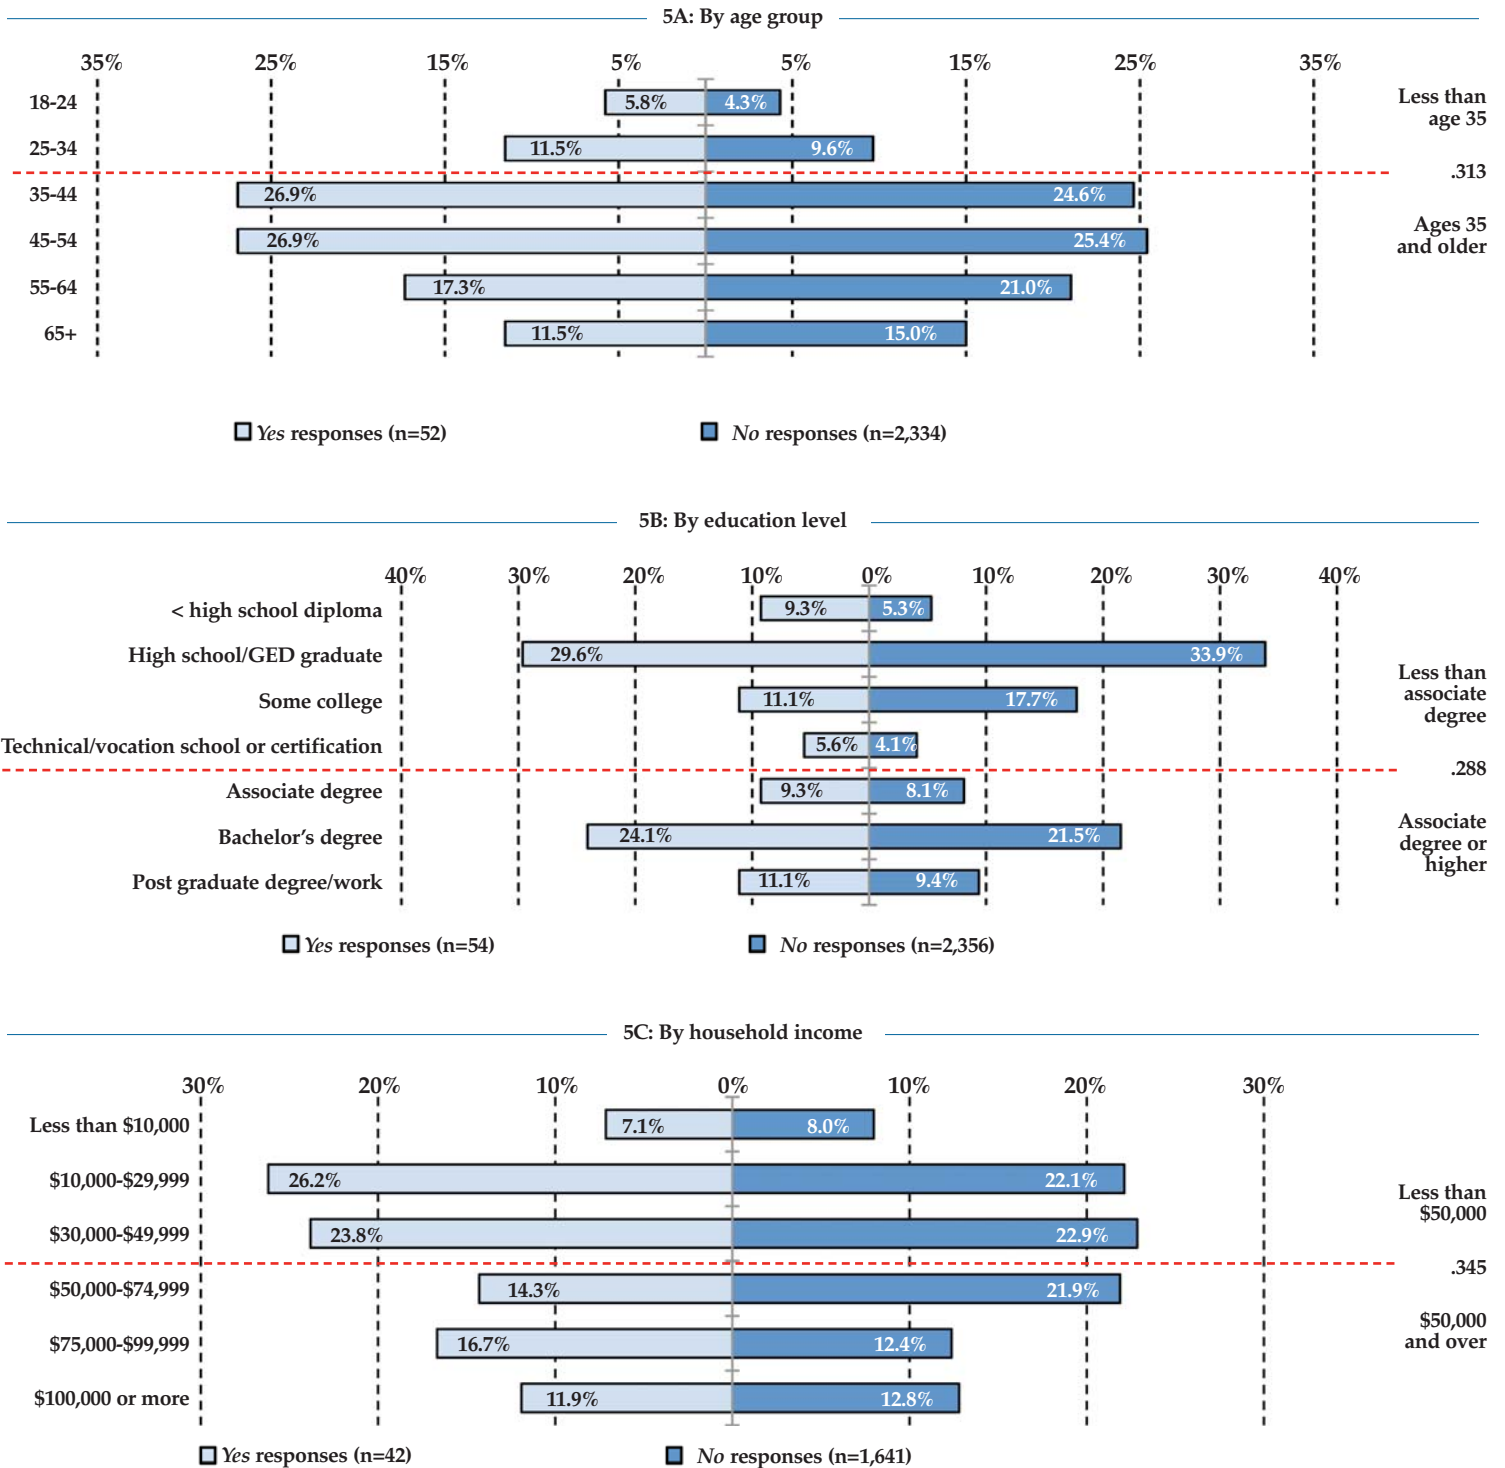 5A: By age group
35% 25% 15% 5% 5% 15% 25% 35%
18-24 5.8% 4.3%
Less than
age 35
25-34 11.5% 9.6%
.313
35-44 26.9% 24.6%
45-54 26.9% 25.4%
Ages 35
and older
55-64 17.3% 21.0%
65+ 11.5% 15.0%
Yes responses (n=52) No responses (n=2,334)
5B: By education level
40% 30% 20% 10% 0% 10% 20% 30% 40%
< high school diploma 9.3% 5.3%
High school/GED graduate 29.6% 33.9%
Less than
associate
degree
Some college 11.1% 17.7%
Technical/vocation school or certification 5.6% 4.1%
.288
Associate degree 9.3% 8.1%
Bachelor's degree 24.1% 21.5%
Associate
degree or
higher
Post graduate degree/work 11.1% 9.4%
Yes responses (n=54) No responses (n=2,356)
5C: By household income
30% 20% 10% 0% 10% 20% 30%
Less than $10,000 7.1% 8.0%
$10,000-$29,999 26.2% 22.1%
Less than
$50,000
$30,000-$49,999 23.8% 22.9%
.345
$50,000-$74,999 14.3% 21.9%
$50,000
and over
$75,000-$99,999 16.7% 12.4%
$100,000 or more 11.9% 12.8%
Yes responses (n=42) No responses (n=1,641)